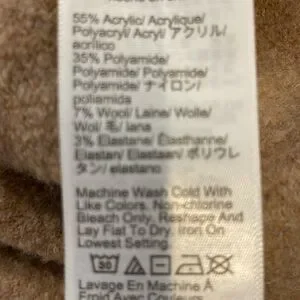 55% Acrylic/ Acrylique/
Polyacryl/ Acryl/ アクリル/
acrilico
35% Polyamide/
Polyamide/ Polyamide/
Polyamide/ ナイロン/
poliamida
7% Wool/ Laine/ Wolle/
Wol/ 毛/ lana
3% Elastane/ Élasthanne/
Elastan/ Elastaan/ ポリウレ
タン/ elastano
Machine Wash Cold With
Like Colors. Non-chlorine
Bleach Only. Reshape And
Lay Flat To Dry. Iron On
Lowest Setting.
30
Lavage En Machine À
Froid Avec Couleurs